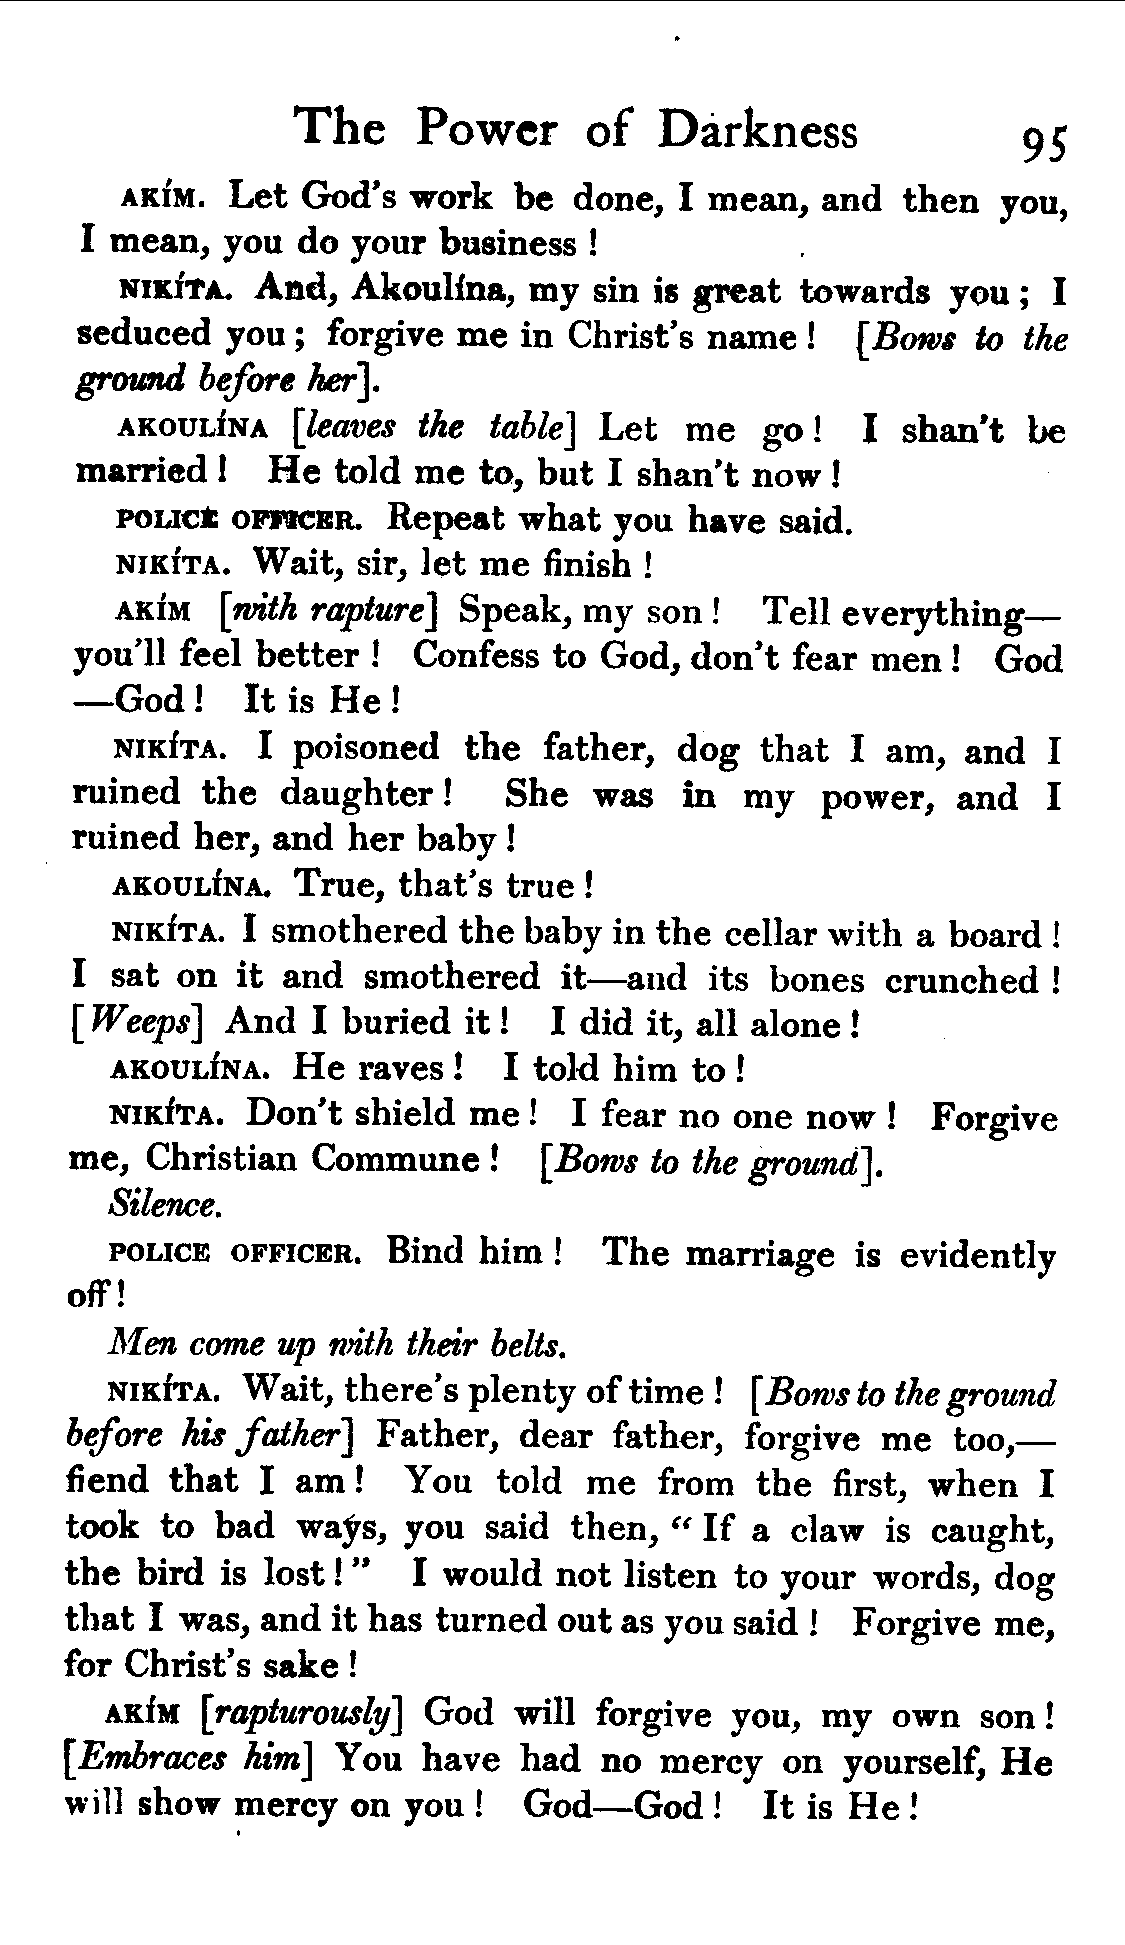 The Power of Darkness 95
AKÍM. Let God's work be done, I mean, and then you,
I mean, you do your business !
NIKÍTA. And, Akoulína, my sin is great towards you ; I
seduced you ; forgive me in Christ's name ! [Bows to the
ground before her].
AKOULÍNA [leaves the table] Let me go ! I shan't be
married ! He told me to, but I shan't now !
POLICE OFFICER. Repeat what you have said.
NIKÍTA. Wait, sir, let me finish !
AKÍM [with rapture] Speak, my son ! Tell everything—
you'll feel better ! Confess to God, don't fear men ! God
—God ! It is He !
NIKÍTA. I poisoned the father, dog that I am, and I
ruined the daughter ! She was in my power, and I
ruined her, and her baby !
AKOULÍNA. True, that's true !
NIKÍTA. I smothered the baby in the cellar with a board !
I sat on it and smothered it—and its bones crunched !
[Weeps] And I buried it ! I did it, all alone !
AKOULÍNA. He raves ! I told him to !
NIKÍTA. Don't shield me ! I fear no one now ! Forgive
me, Christian Commune ! [Bows to the ground].
Silence.
POLICE OFFICER. Bind him ! The marriage is evidently
off !
Men come up with their belts.
NIKÍTA. Wait, there's plenty of time ! [Bows to the ground
before his father] Father, dear father, forgive me too,—
fiend that I am ! You told me from the first, when I
took to bad ways, you said then, " If a claw is caught,
the bird is lost ! " I would not listen to your words, dog
that I was, and it has turned out as you said ! Forgive me,
for Christ's sake !
AKÍM [rapturously] God will forgive you, my own son !
[Embraces him] You have had no mercy on yourself, He
will show mercy on you ! God—God ! It is He !